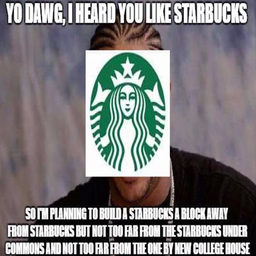 YO DAWG, I HEARD YOU LIKE STARBUCKS
SO I'M PLANNING TO BUILD A STARBUCKS A BLOCK AWAY
FROM STARBUCKS BUT NOT TOO FAR FROM THE STARBUCKS UNDER
COMMONS AND NOT TOO FAR FROM THE ONE BY NEW COLLEGE HOUSE